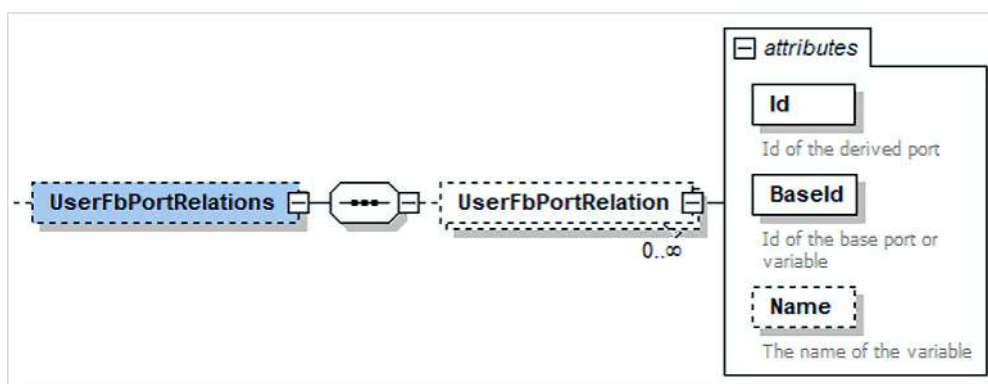 attributes
Id
Id of the derived port
UserFbPortRelations
UserFbPortRelation
0..∞
BaseId
Id of the base port or
variable
Name
The name of the variable